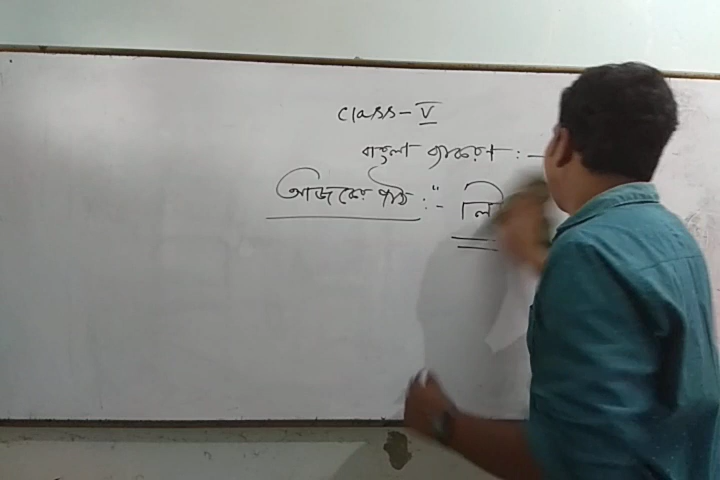 Class - V
বাংলা ব্যাকরণ :-
আজকের পাঠ :- "লি